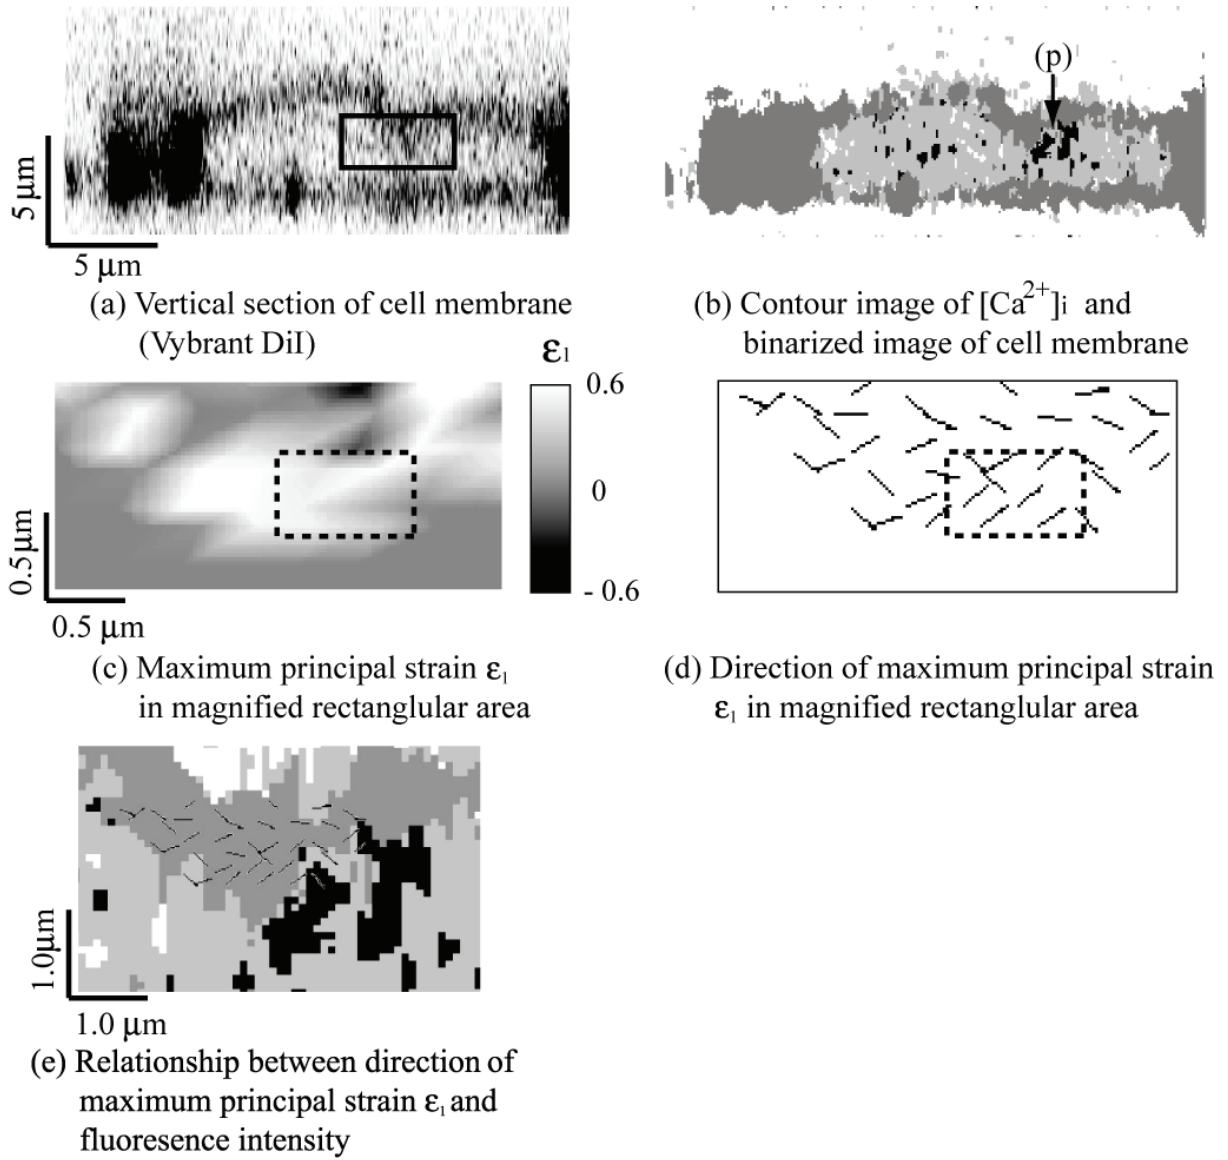 (p)
5 μm
5 μm
(a) Vertical section of cell membrane
(Vybrant DiI)
(b) Contour image of [Ca2+]i and
binarized image of cell membrane
ε1
0.6
0
- 0.6
0.5μm
0.5 μm
(c) Maximum principal strain ε1
in magnified rectanglular area
(d) Direction of maximum principal strain
ε1 in magnified rectanglular area
1.0μm
1.0 μm
(e) Relationship between direction of
maximum principal strain ε1 and
fluoresence intensity